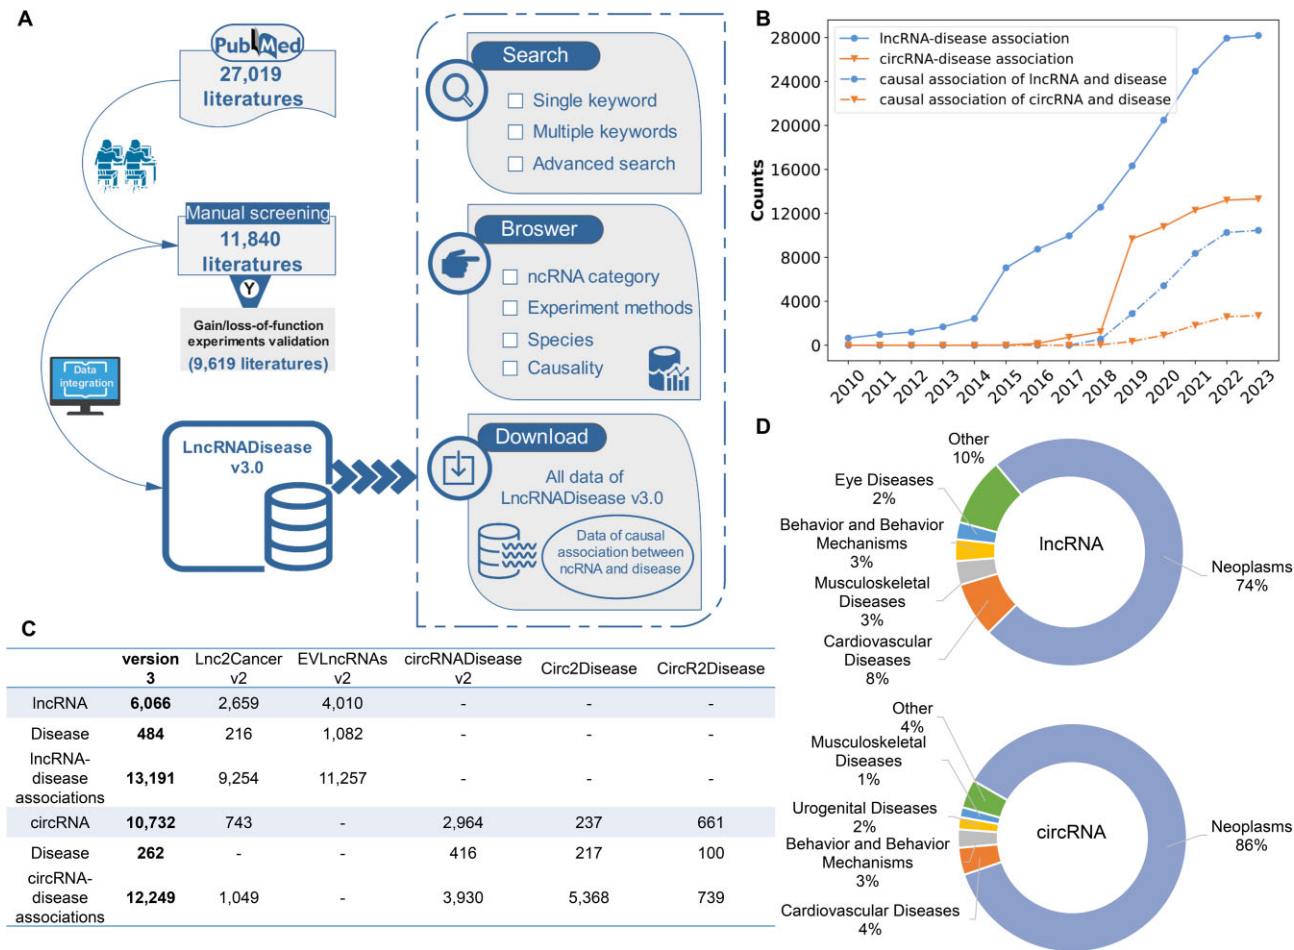 A
PubMed
27,019
literatures
Manual screening
11,840
literatures
Y
Gain/loss-of-function
experiments validation
(9,619 literatures)
Data
integration
LncRNADisease
v3.0
Search
Single keyword
Multiple keywords
Advanced search
Broswer
ncRNA category
Experiment methods
Species
Causality
Download
All data of
LncRNADisease v3.0
Data of causal
association between
ncRNA and disease
B
Counts
28000
24000
20000
16000
12000
8000
4000
0
lncRNA-disease association
circRNA-disease association
causal association of lncRNA and disease
causal association of circRNA and disease
2010 2011 2012 2013 2014 2015 2016 2017 2018 2019 2020 2021 2022 2023
C
version 3 Lnc2Cancer v2 EVLncRNAs v2 circRNADisease v2 Circ2Disease CircR2Disease
lncRNA 6,066 2,659 4,010 - - -
Disease 484 216 1,082 - - -
lncRNA-
disease 13,191 9,254 11,257 - - -
associations
circRNA 10,732 743 - 2,964 237 661
Disease 262 - - 416 217 100
circRNA-
disease 12,249 1,049 - 3,930 5,368 739
associations
D
Other
10%
Eye Diseases
2%
Behavior and Behavior
Mechanisms
3%
Musculoskeletal
Diseases
3%
Cardiovascular
Diseases
8%
lncRNA
Neoplasms
74%
Other
4%
Musculoskeletal
Diseases
1%
Urogenital Diseases
2%
Behavior and Behavior
Mechanisms
3%
Cardiovascular Diseases
4%
circRNA
Neoplasms
86%